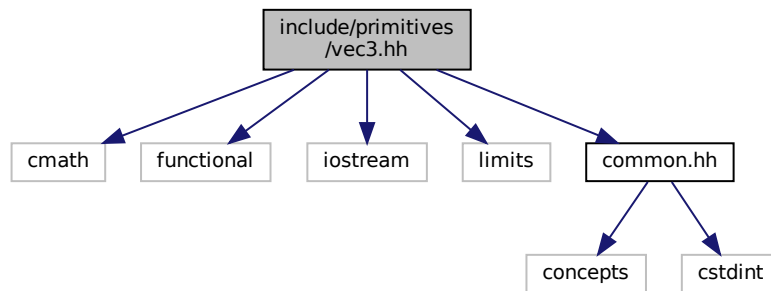 include/primitives
/vec3.hh
cmath
functional
iostream
limits
common.hh
concepts
cstdint